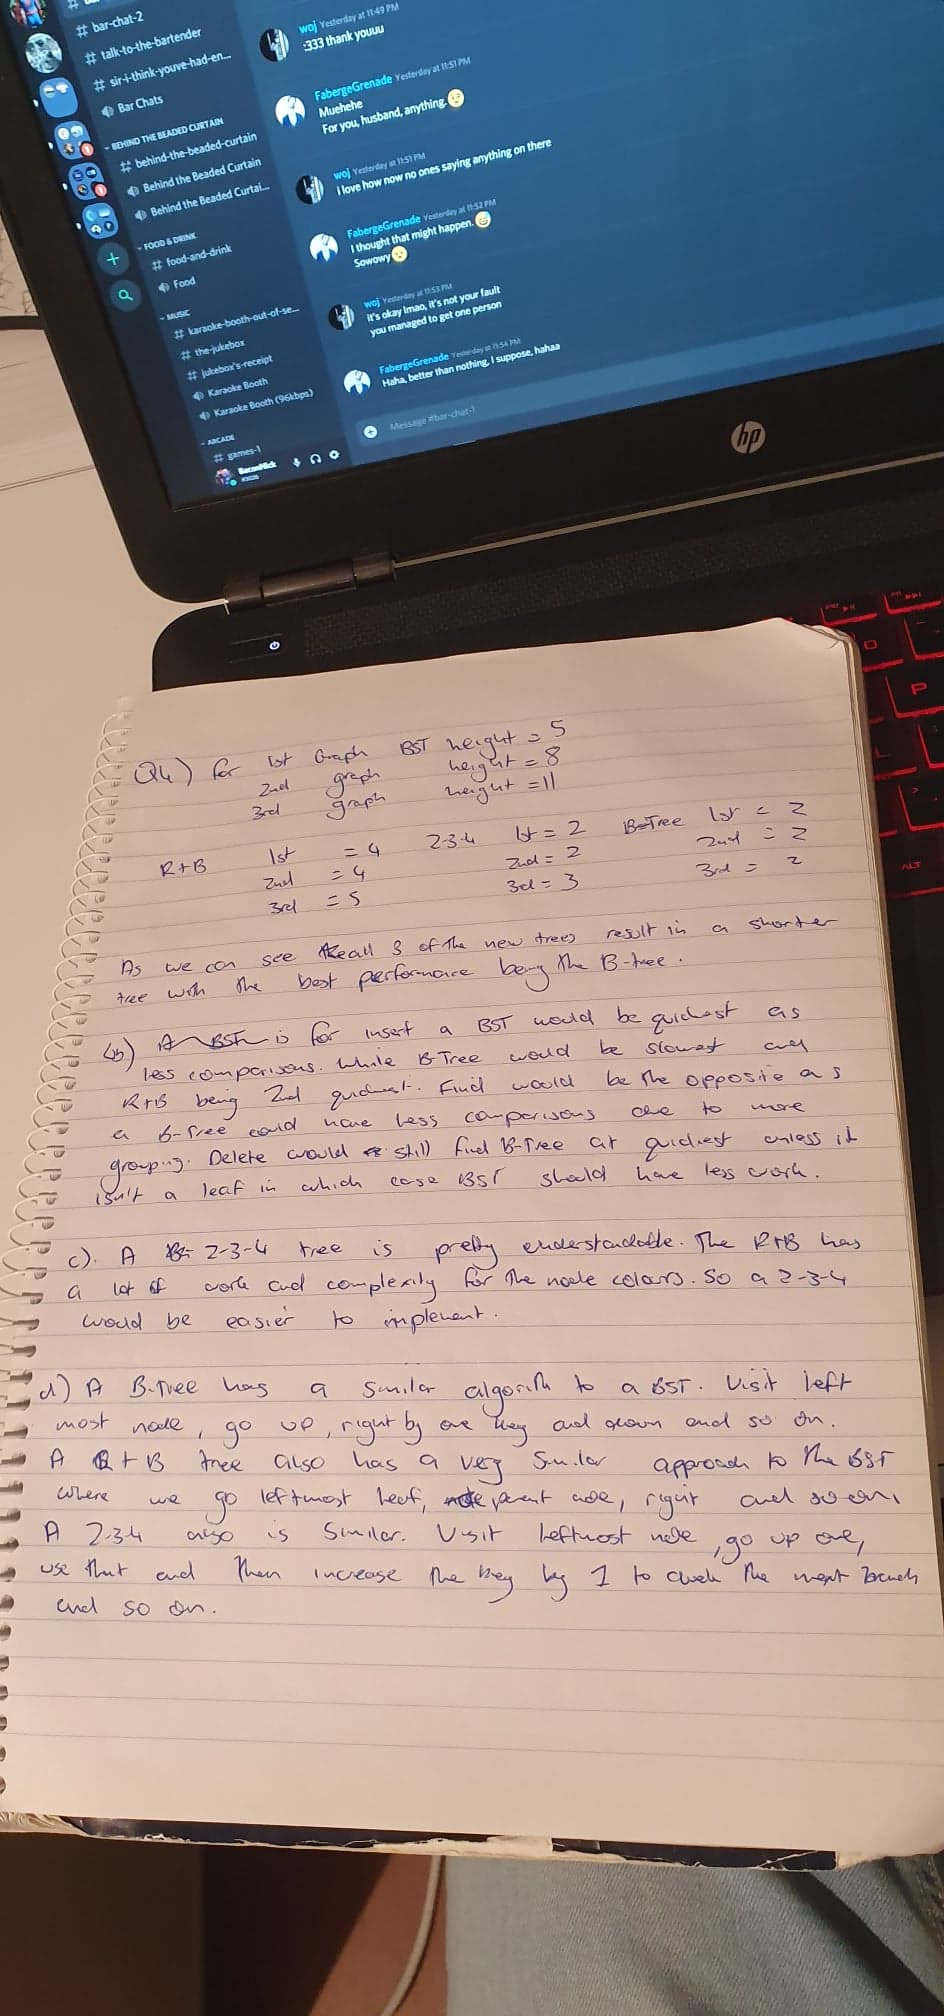 # bar-chat-2
# talk-to-the-bartender
# sir-i-think-youve-had-en...
Bar Chats
BEHIND THE BEADED CURTAIN
# behind-the-beaded-curtain
Behind the Beaded Curtain
Behind the Beaded Curtai...
FOOD & DRINK
# food-and-drink
Food
MUSIC
# karaoke-booth-out-of-se...
# the-jukebox
# jukebox's-receipt
Karaoke Booth
Karaoke Booth (96kbps)
ARCADE
# games-1
BaconFlick
woj Yesterday at 11:49 PM
:333 thank youuu
FabergeGrenade Yesterday at 11:51 PM
Muehehe
For you, husband, anything.
woj Yesterday at 11:51 PM
I love how now no ones saying anything on there
FabergeGrenade Yesterday at 11:52 PM
I thought that might happen.
Sowowy
woj Yesterday at 11:53 PM
it's okay lmao, it's not your fault
you managed to get one person
FabergeGrenade Yesterday at 11:54 PM
Haha, better than nothing, I suppose, hahaa
Message #bar-chat-1
hp
P
ALT
Q4) for 1st Graph BST height = 5
2nd graph height = 8
3rd graph height = 11
R+B 1st = 4 2-3-4 1st = 2 B-Tree 1st = 2
2nd = 4 2nd = 2 2nd = 2
3rd = 5 3rd = 3 3rd = 2
As we can see all 3 of the new trees result in a shorter
tree with the best performance being the B-tree.
(b) for insert a BST would be quickest as
less comparisons. While B-Tree would be slowest and
R+B being 2nd quickest. Find would be the opposite as
a B-Tree could have less comparisons due to more
grouping. Delete would still find B-Tree at quickest unless it
isn't a leaf in which case BST should have less work.
c). A 2-3-4 tree is pretty understandable. The R+B has
a lot of work and complexity for the node colours. So a 2-3-4
would be easier to implement.
d) A B-Tree has a similar algorith to a BST. Visit left
most node, go up, right by one key and down and so on.
A R+B tree also has a very similar approach to the BST
where we go leftmost leaf, parent node, right and so on.
A 2-3-4 also is similar. Visit leftmost node, go up one,
use that and then increase the key by 1 to check the next branch
and so on.